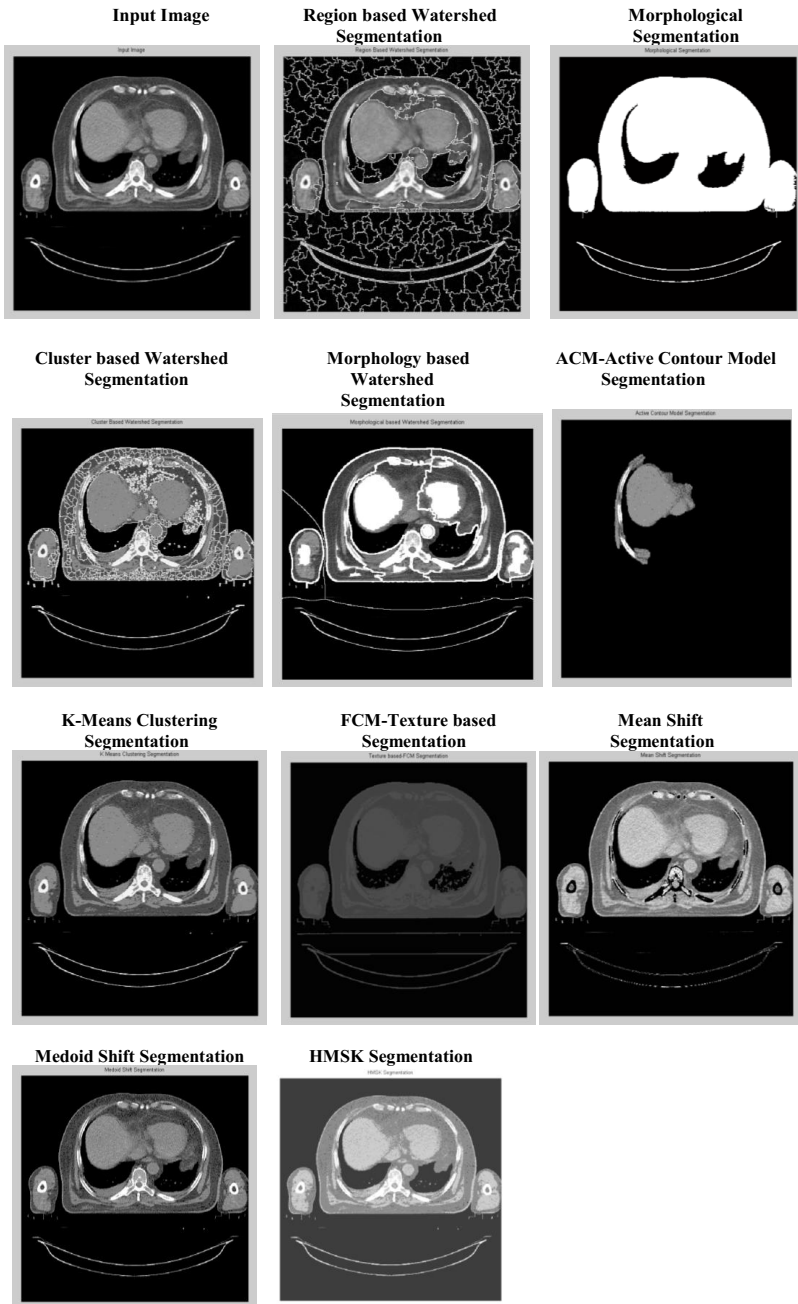 Input Image
Region based Watershed
Segmentation
Morphological
Segmentation
Input Image
Region Based Watershed Segmentation
Morphological Segmentation
Cluster based Watershed
Segmentation
Morphology based
Watershed
Segmentation
ACM-Active Contour Model
Segmentation
Cluster Based Watershed Segmentation
Morphological based Watershed Segmentation
Active Contour Model Segmentation
K-Means Clustering
Segmentation
FCM-Texture based
Segmentation
Mean Shift
Segmentation
K Means Clustering Segmentation
Texture based-FCM Segmentation
Mean Shift Segmentation
Medoid Shift Segmentation
HMSK Segmentation
Medoid Shift Segmentation
HMSK Segmentation